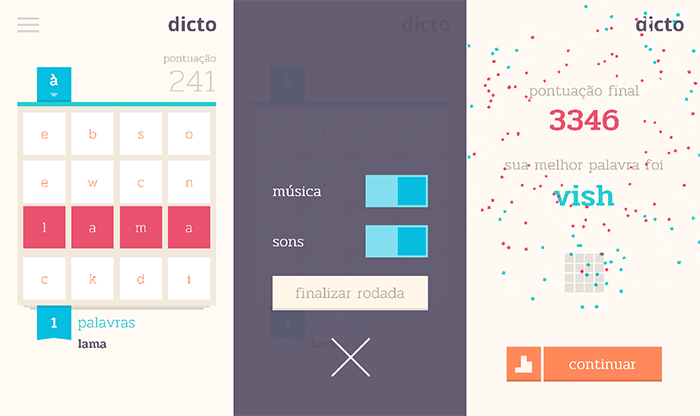 dicto
pontuação
241
à
e b s o
e w c n
l a m a
c k d i
1 palavras
lama
música
sons
finalizar rodada
dicto
pontuação final
3346
sua melhor palavra foi
vish
continuar